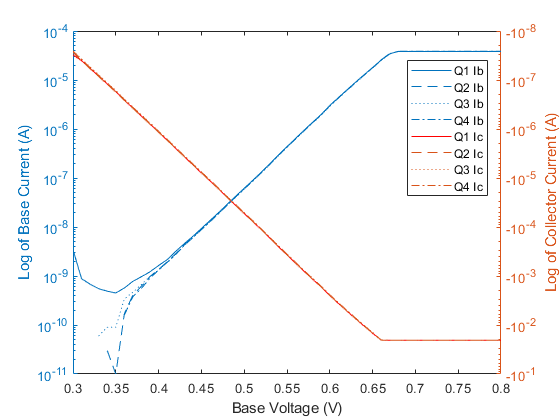 10^-4
10^-5
10^-6
10^-7
10^-8
10^-9
10^-10
10^-11
Log of Base Current (A)
-10^-8
-10^-7
-10^-6
-10^-5
-10^-4
-10^-3
-10^-2
-10^-1
Log of Collector Current (A)
Q1 Ib
Q2 Ib
Q3 Ib
Q4 Ib
Q1 Ic
Q2 Ic
Q3 Ic
Q4 Ic
0.3 0.35 0.4 0.45 0.5 0.55 0.6 0.65 0.7 0.75 0.8
Base Voltage (V)